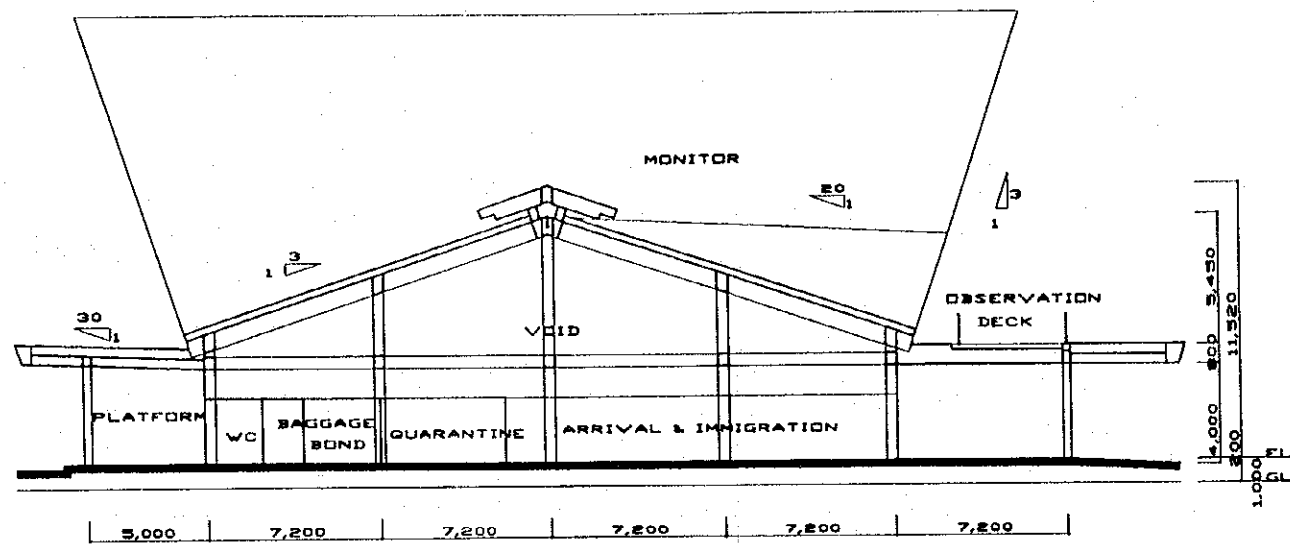 MONITOR
20
1
3
1
3
1
OBSERVATION
DECK
30
1
VOID
PLATFORM
WC
BAGGAGE
BOND
QUARANTINE
ARRIVAL & IMMIGRATION
5,450
11,520
800
4,000
200
1,000
FL
GL
5,000
7,200
7,200
7,200
7,200
7,200